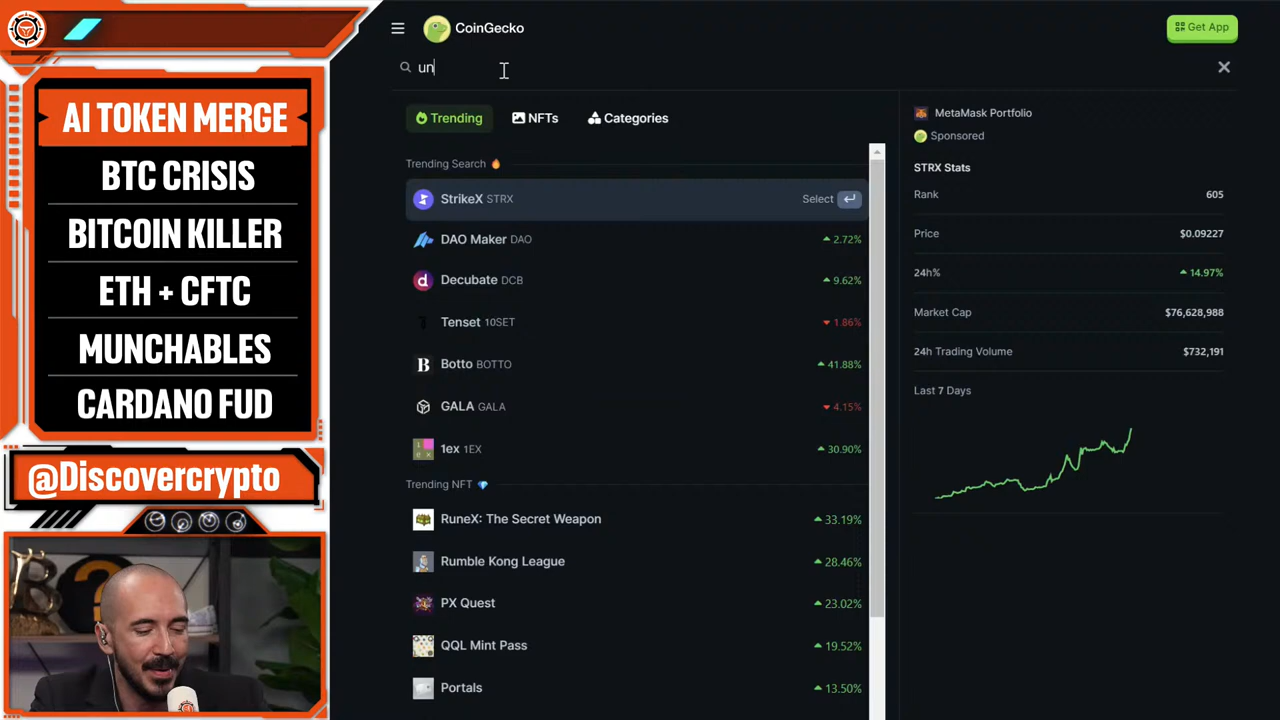 AI TOKEN MERGE
BTC CRISIS
BITCOIN KILLER
ETH + CFTC
MUNCHABLES
CARDANO FUD
@Discovercrypto
CoinGecko
Get App
un
Trending
NFTs
Categories
Trending Search
StrikeX STRX
Select
DAO Maker DAO
2.72%
Decubate DCB
9.62%
Tenset 10SET
1.86%
Botto BOTTO
41.88%
GALA GALA
4.15%
1ex 1EX
30.90%
Trending NFT
RuneX: The Secret Weapon
33.19%
Rumble Kong League
28.46%
PX Quest
23.02%
QQL Mint Pass
19.52%
Portals
13.50%
MetaMask Portfolio
Sponsored
STRX Stats
Rank 605
Price $0.09227
24h% 14.97%
Market Cap $76,628,988
24h Trading Volume $732,191
Last 7 Days